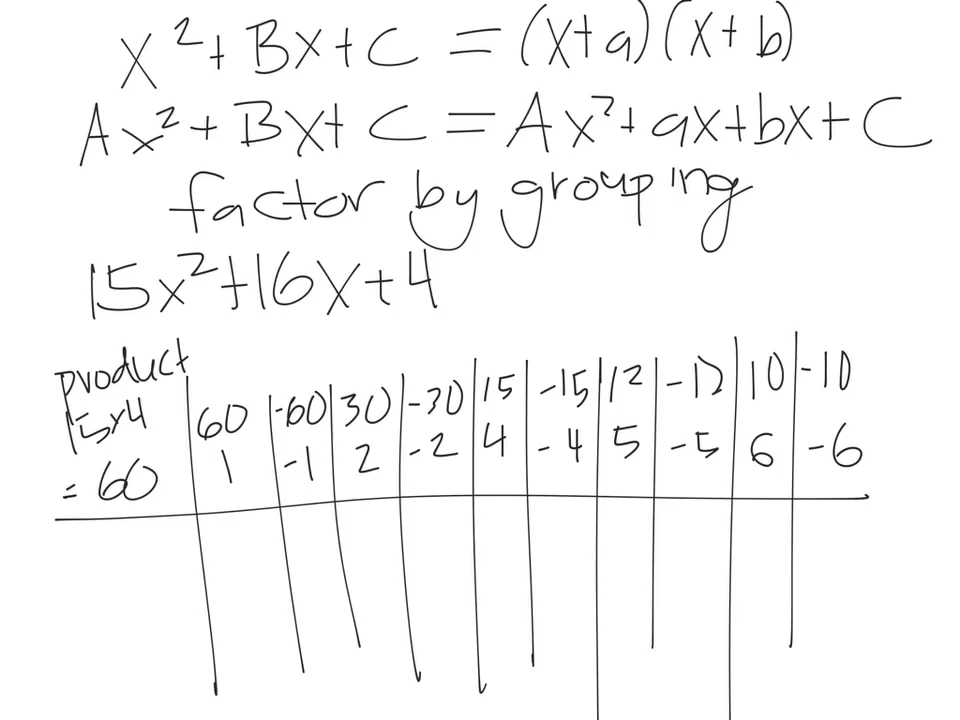 x²+Bx+C=(x+a)(x+b)
Ax²+Bx+C=Ax²+ax+bx+C
factor by grouping
15x²+16x+4
product 60 -60 30 -30 15 -15 12 -12 10 -10
15x4 1 -1 2 -2 4 -4 5 -5 6 -6
=60